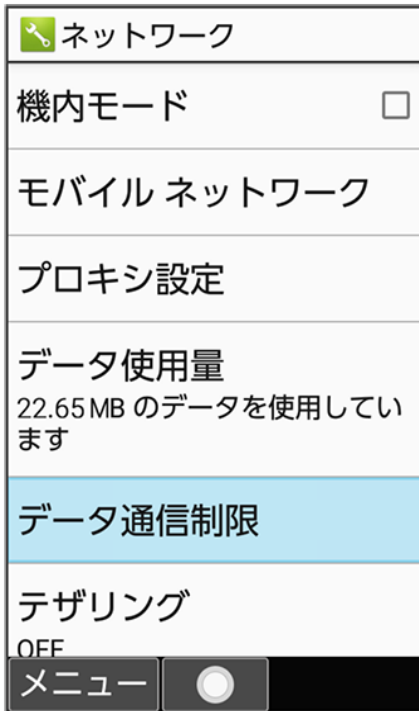 ネットワーク
機内モード
モバイル ネットワーク
プロキシ設定
データ使用量
22.65 MB のデータを使用してい
ます
データ通信制限
テザリング
OFF
メニュー